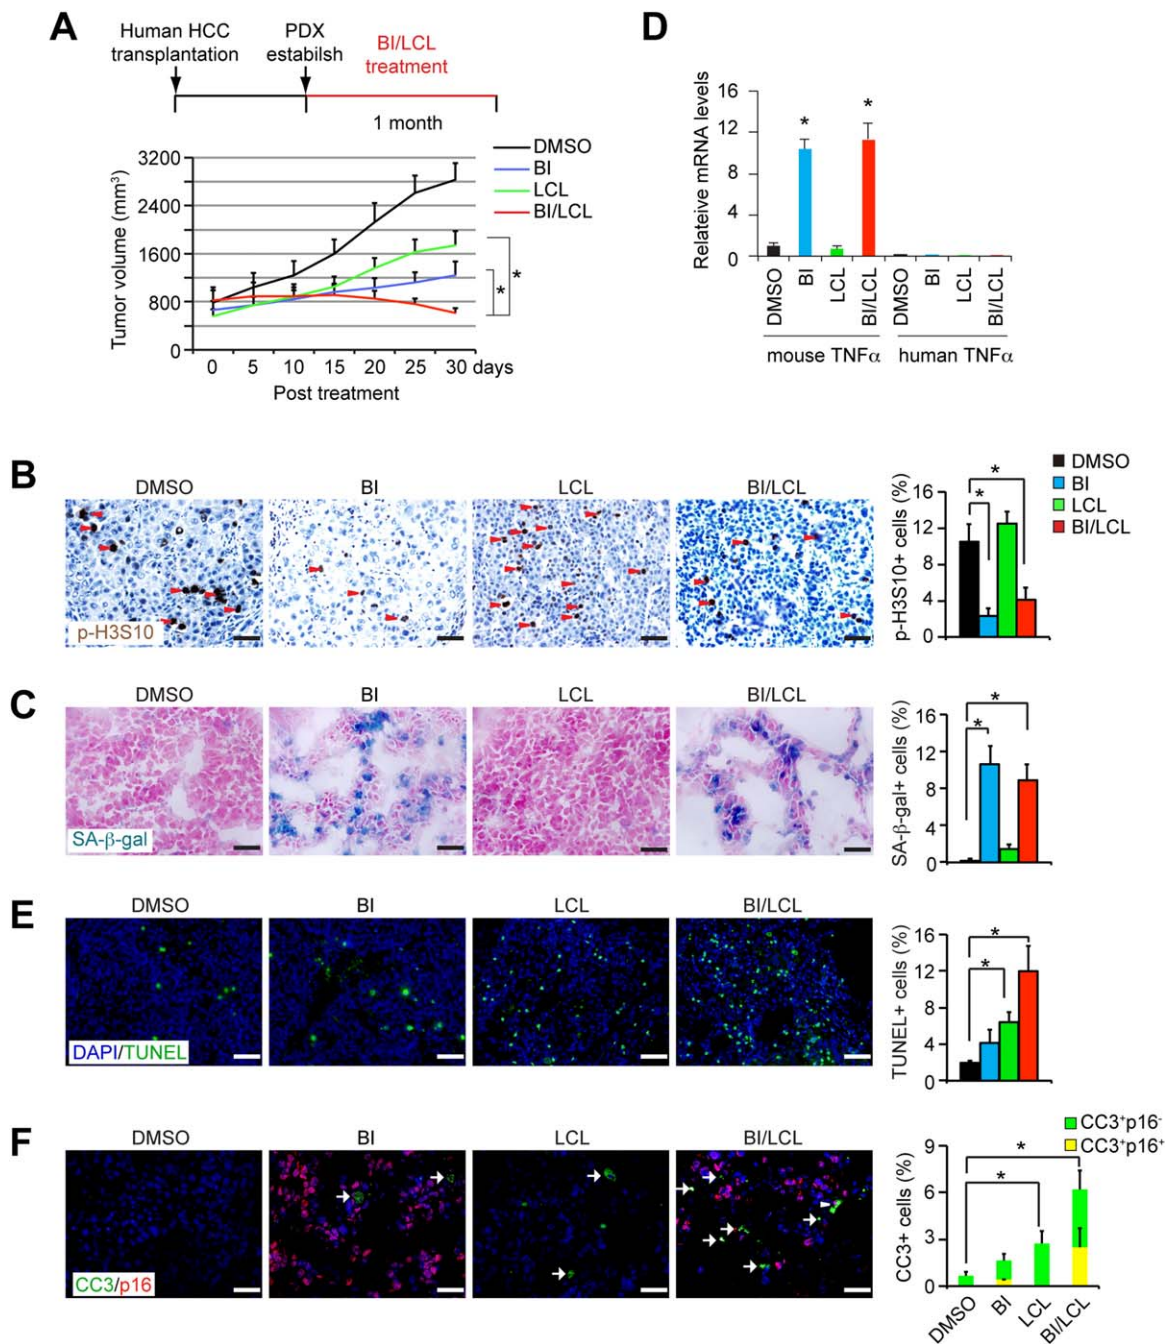 A
Human HCC
transplantation
PDX
estabilsh
BI/LCL
treatment
1 month
DMSO
BI
LCL
BI/LCL
Tumor volume (mm³)
3200
2400
1600
800
0
*
*
0 5 10 15 20 25 30 days
Post treatment
D
Relateive mRNA levels
16
12
8
4
0
*
*
DMSO BI LCL BI/LCL DMSO BI LCL BI/LCL
mouse TNFα human TNFα
B
DMSO BI LCL BI/LCL
p-H3S10
p-H3S10+ cells (%)
16
12
8
4
0
*
*
DMSO
BI
LCL
BI/LCL
C
DMSO BI LCL BI/LCL
SA-β-gal
SA-β-gal+ cells (%)
16
12
8
4
0
*
*
E
DMSO BI LCL BI/LCL
DAPI/TUNEL
TUNEL+ cells (%)
16
12
8
4
0
*
*
F
DMSO BI LCL BI/LCL
CC3/p16
CC3⁺p16⁻
CC3⁺p16⁺
CC3+ cells (%)
9
6
3
0
*
*
DMSO BI LCL BI/LCL